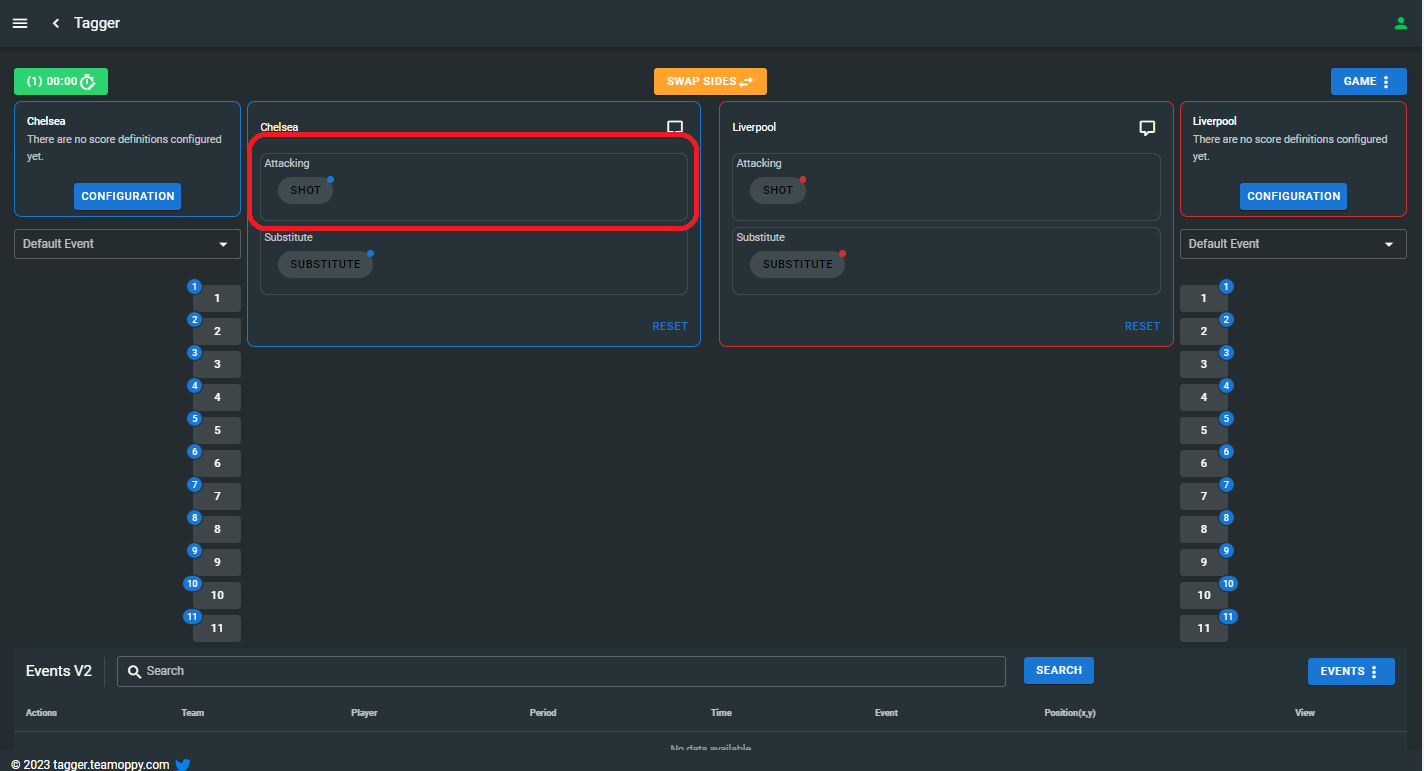 Tagger
(1) 00:00
SWAP SIDES
GAME
Chelsea
There are no score definitions configured
yet.
CONFIGURATION
Default Event
1 1
2 2
3 3
4 4
5 5
6 6
7 7
8 8
9 9
10 10
11 11
Chelsea
Attacking
SHOT
Substitute
SUBSTITUTE
RESET
Liverpool
Attacking
SHOT
Substitute
SUBSTITUTE
RESET
Liverpool
There are no score definitions configured
yet.
CONFIGURATION
Default Event
1 1
2 2
3 3
4 4
5 5
6 6
7 7
8 8
9 9
10 10
11 11
Events V2
Search
SEARCH
EVENTS
Actions Team Player Period Time Event Position(x,y) View
No data available
© 2023 tagger.teamoppy.com